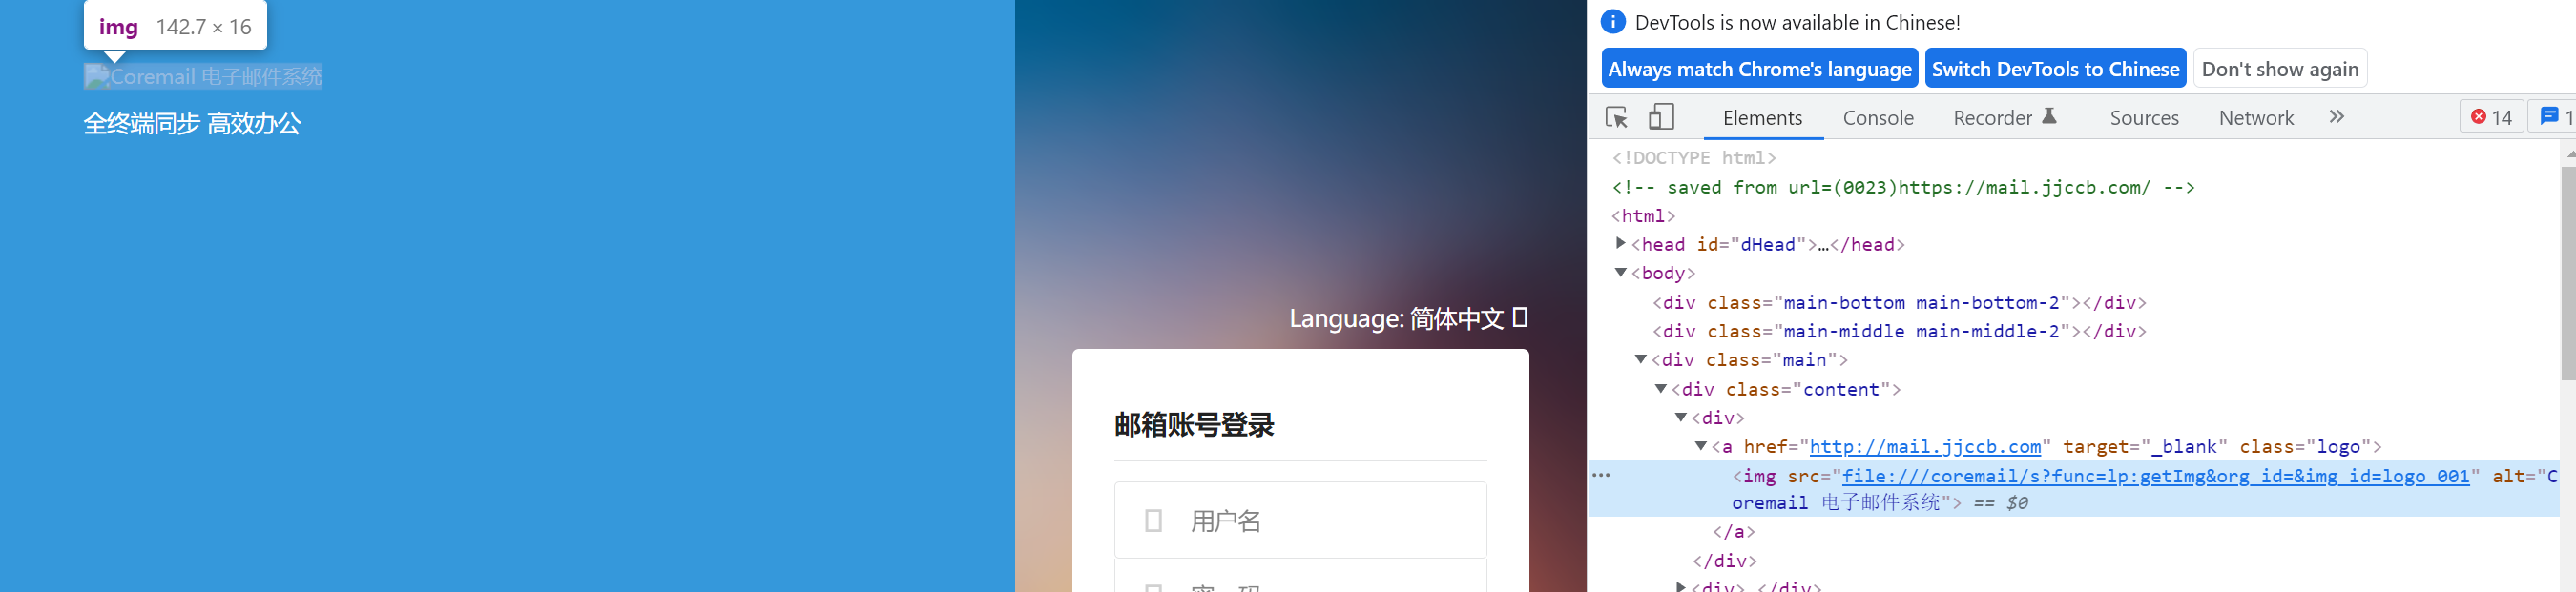 img 142.7 × 16
Coremail 电子邮件系统
全终端同步 高效办公
Language: 简体中文
邮箱账号登录
用户名
密 码
DevTools is now available in Chinese!
Always match Chrome's language Switch DevTools to Chinese Don't show again
Elements Console Recorder Sources Network » 14 1
<!DOCTYPE html>
<!-- saved from url=(0023)https://mail.jjccb.com/ -->
<html>
<head id="dHead">…</head>
<body>
<div class="main-bottom main-bottom-2"></div>
<div class="main-middle main-middle-2"></div>
<div class="main">
<div class="content">
<div>
<a href="http://mail.jjccb.com" target="_blank" class="logo">
<img src="file:///coremail/s?func=lp:getImg&org_id=&img_id=logo_001" alt="C
oremail 电子邮件系统"> == $0
</a>
</div>
<div>…</div>